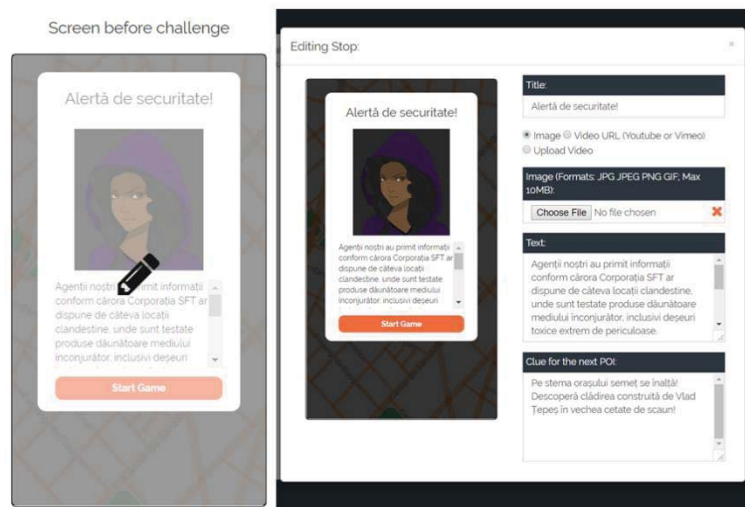 Screen before challenge
Alertă de securitate!
Agenții noștri au primit informații
conform cărora Corporația SFT ar
dispune de câteva locații
clandestine, unde sunt testate
produse dăunătoare mediului
înconjurător, inclusivi deșeuri
Start Game
Editing Stop:
×
Alertă de securitate!
Agenții noștri au primit informații
conform cărora Corporația SFT ar
dispune de câteva locații
clandestine, unde sunt testate
produse dăunătoare
mediului
înconjurător, inclusivi deșeuri
Start Game
Title:
Alertă de securitate!
Image Video URL (Youtube or Vimeo)
Upload Video
Image (Formats: JPG JPEG PNG GIF; Max
10MB):
Choose File No file chosen
Text:
Agenții noștri au primit informații
conform cărora Corporația SFT ar
dispune de câteva locații clandestine,
unde sunt testate produse dăunătoare
mediului înconjurător, inclusivi deșeuri
toxice extrem de periculoase.
Clue for the next POI:
Pe stema orașului semeț se înalță!
Descoperă clădirea construită de Vlad
Țepeș în vechea cetate de scaun!